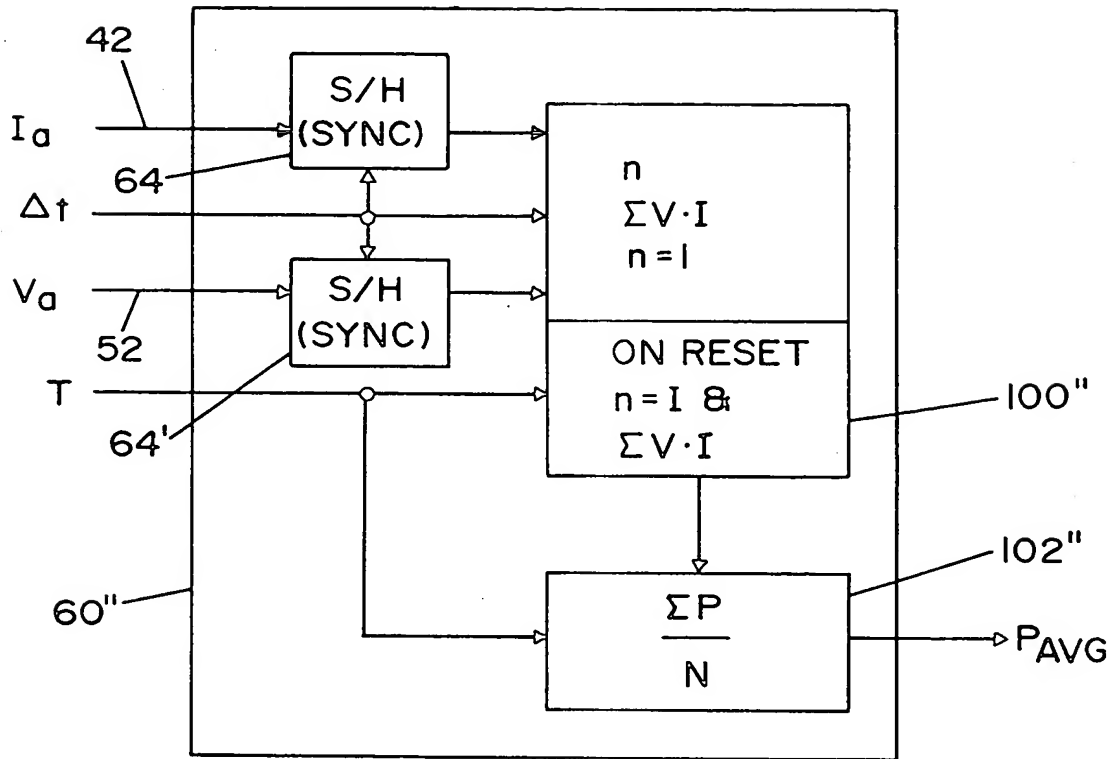 42
S/H
(SYNC)
Ia
64
Δt
n
ΣV·I
n=1
Va
S/H
(SYNC)
52
T
64'
ON RESET
n=I &
ΣV·I
100"
102"
60"
ΣP
N
PAVG